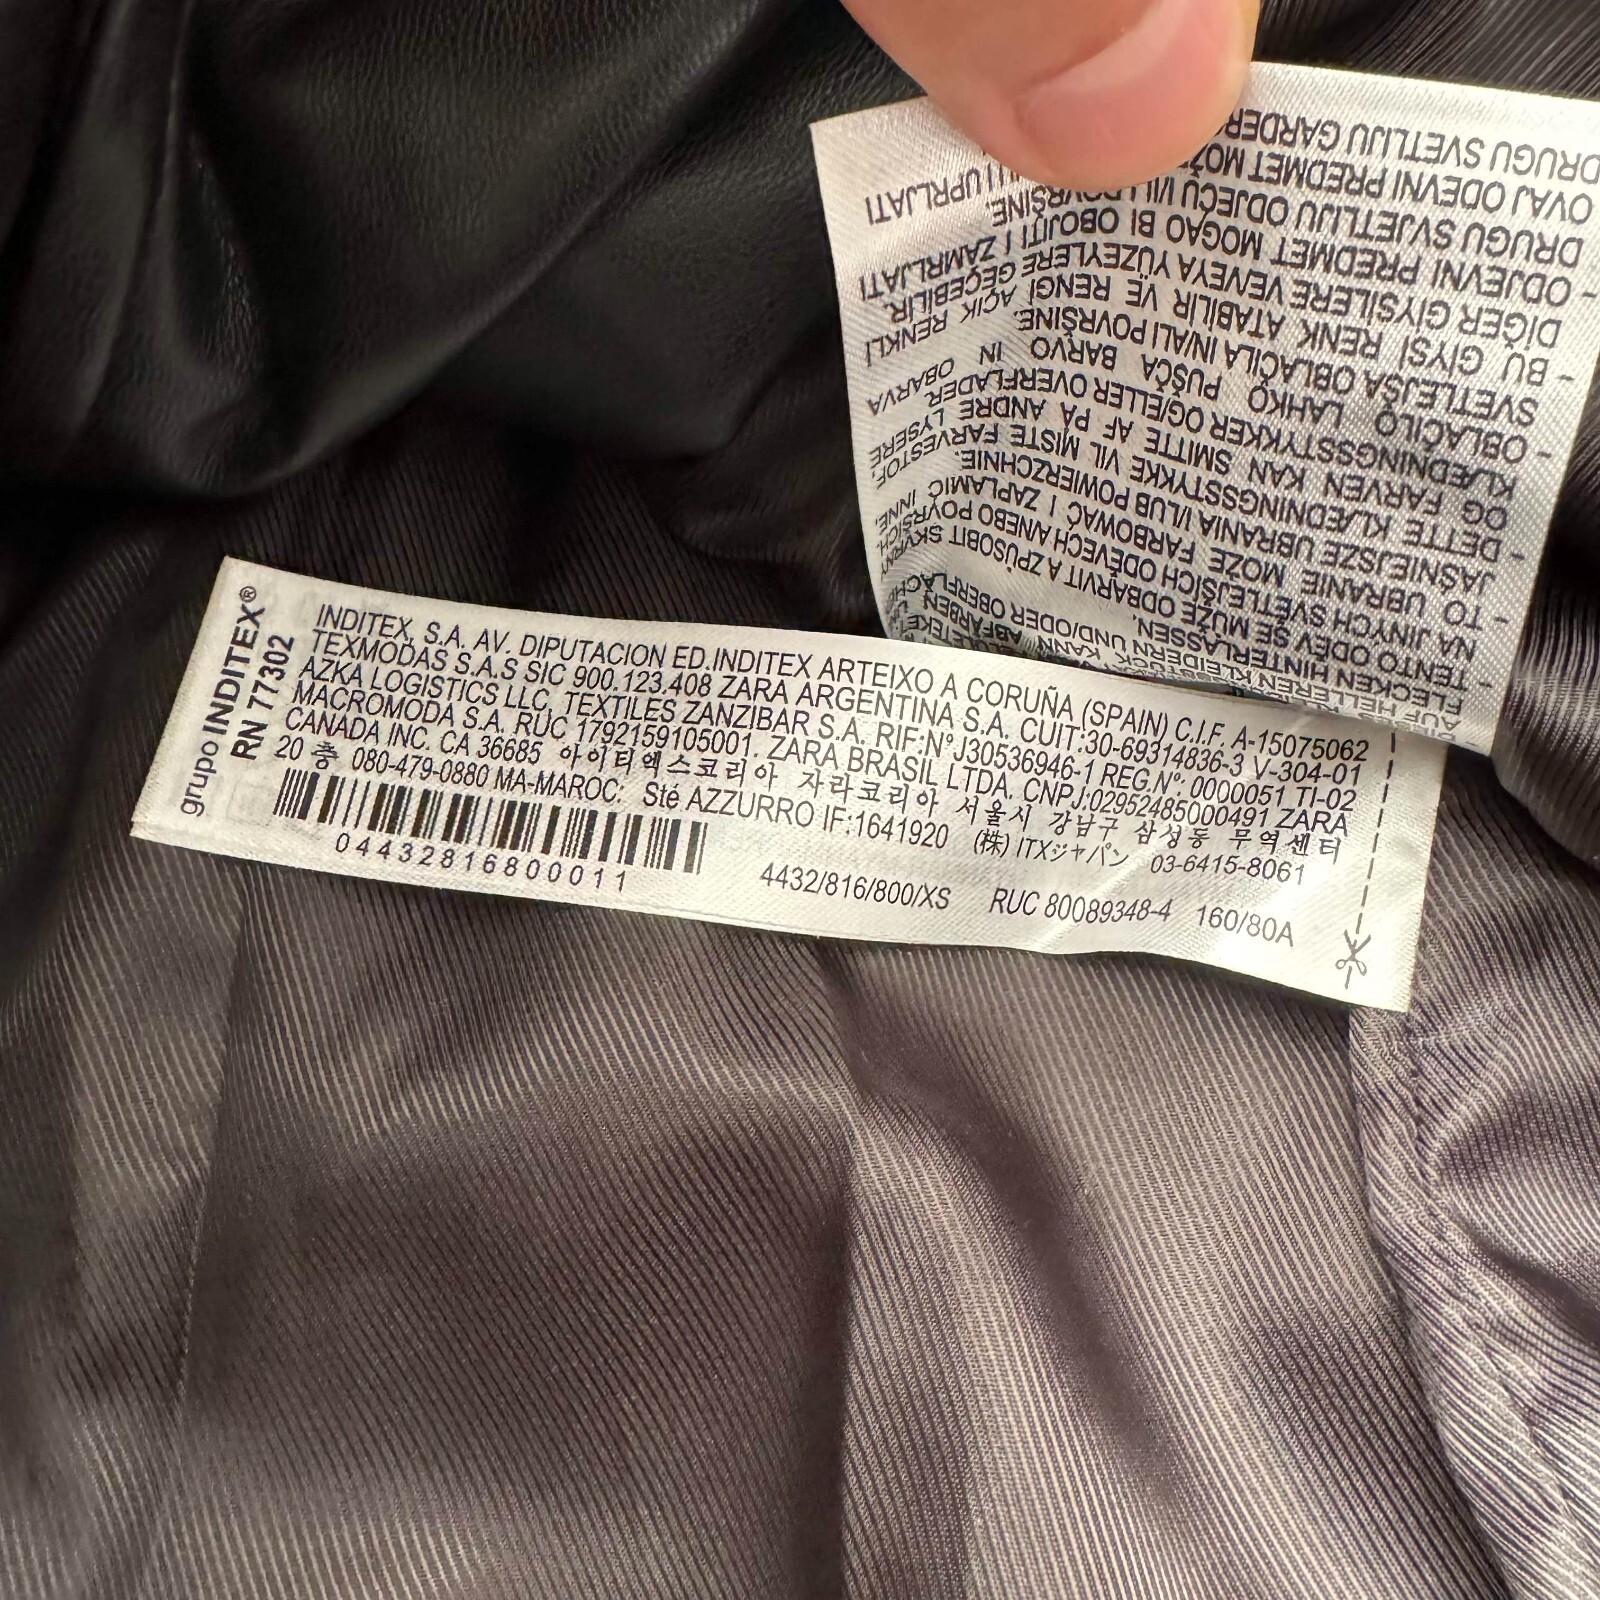 grupo INDITEX®
RN 77302
INDITEX, S.A. AV. DIPUTACION ED.INDITEX ARTEIXO A CORUÑA (SPAIN) C.I.F. A-15075062
TEXMODAS S.A.S SIC 900.123.408 ZARA ARGENTINA S.A. CUIT:30-69314836-3 V-304-01
AZKA LOGISTICS LLC, TEXTILES ZANZIBAR S.A. RIF:Nº J30536946-1 REG.Nº: 0000051 TI-02
MACROMODA S.A. RUC 1792159105001. ZARA BRASIL LTDA. CNPJ:02952485000491 ZARA
CANADA INC. CA 36685 아이티엑스코리아 자라코리아 서울시 강남구 삼성동 무역센터
20 층 080-479-0880 MA-MAROC: Sté AZZURRO IF:1641920 (株) ITXジャパン 03-6415-8061
04432816800011
4432/816/800/XS RUC 80089348-4 160/80A
FLECKEN HINTERLASSEN.
- TENTO ODĚV SE MŮŽE ODBARVIT A ZPŮSOBIT SKVRNY
NA JINÝCH SVĚTLEJŠÍCH ODĚVECH A/NEBO POVRŠÍCH.
- TO UBRANIE MOŻE FARBOWAĆ I ZAPLAMIĆ INNE,
JAŚNIEJSZE UBRANIA I/LUB POWIERZCHNIE.
- DETTE KLÆDNINGSSTYKKE VIL MISTE FARVESTOF,
OG FARVEN KAN SMITTE AF PÅ ANDRE LYSERE
KLÆDNINGSSTYKKER OG/ELLER OVERFLADER.
- OBLAČILO LAHKO PUŠČA BARVO IN OBARVA
SVETLEJŠA OBLAČILA IN/ALI POVRŠINE.
- BU GİYSİ RENK ATABİLİR VE RENGİ AÇIK RENKLİ
DİĞER GİYSİLERE VE/VEYA YÜZEYLERE GEÇEBİLİR.
- ODJEVNI PREDMET MOGAO BI OBOJITI I ZAMRLJATI
DRUGU SVJETLIJU ODJEĆU I/ILI POVRŠINE.
OVAJ ODEVNI PREDMET UPRLJATI
DRUGU SVETLIJU